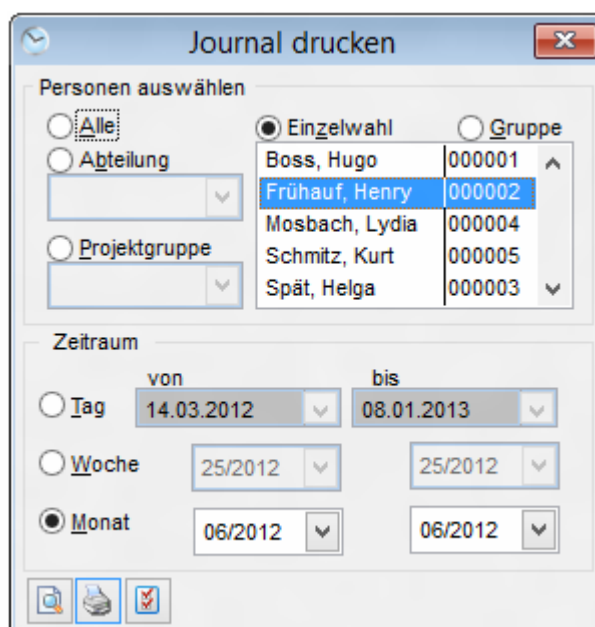 Journal drucken
Personen auswählen
Alle
Einzelwahl
Gruppe
Abteilung
Boss, Hugo 000001
Frühauf, Henry 000002
Mosbach, Lydia 000004
Projektgruppe
Schmitz, Kurt 000005
Spät, Helga 000003
Zeitraum
von bis
Tag 14.03.2012 08.01.2013
Woche 25/2012 25/2012
Monat 06/2012 06/2012